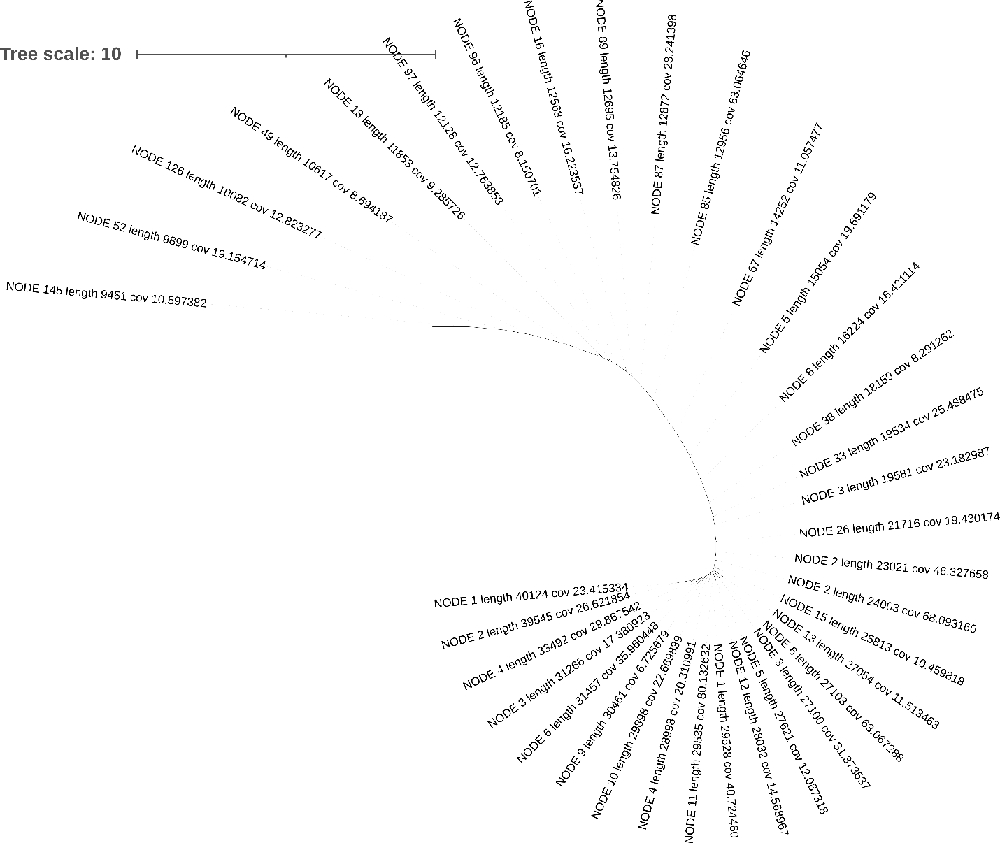 Tree scale: 10
NODE 145 length 9451 cov 10.597382
NODE 52 length 9899 cov 19.154714
NODE 126 length 10082 cov 12.823277
NODE 49 length 10617 cov 8.694187
NODE 18 length 11853 cov 9.285726
NODE 97 length 12128 cov 12.763853
NODE 96 length 12185 cov 8.150701
NODE 16 length 12563 cov 16.223537
NODE 89 length 12695 cov 13.754826
NODE 87 length 12872 cov 28.241398
NODE 85 length 12956 cov 63.064646
NODE 67 length 14252 cov 11.057477
NODE 5 length 15054 cov 19.691179
NODE 8 length 16224 cov 16.421114
NODE 38 length 18159 cov 8.291262
NODE 33 length 19534 cov 25.488475
NODE 3 length 19581 cov 23.182987
NODE 26 length 21716 cov 19.430174
NODE 2 length 23021 cov 46.327658
NODE 2 length 24003 cov 68.093160
NODE 15 length 25813 cov 10.459818
NODE 13 length 27054 cov 11.513463
NODE 6 length 27103 cov 63.067288
NODE 3 length 27100 cov 31.373637
NODE 5 length 27621 cov 12.087318
NODE 12 length 28032 cov 14.568967
NODE 1 length 29528 cov 40.724460
NODE 11 length 29535 cov 80.132632
NODE 4 length 28998 cov 20.310991
NODE 10 length 29898 cov 22.669839
NODE 9 length 30461 cov 6.725679
NODE 6 length 31457 cov 35.960448
NODE 3 length 31266 cov 17.380923
NODE 4 length 33492 cov 29.867542
NODE 2 length 39545 cov 26.621854
NODE 1 length 40124 cov 23.415334